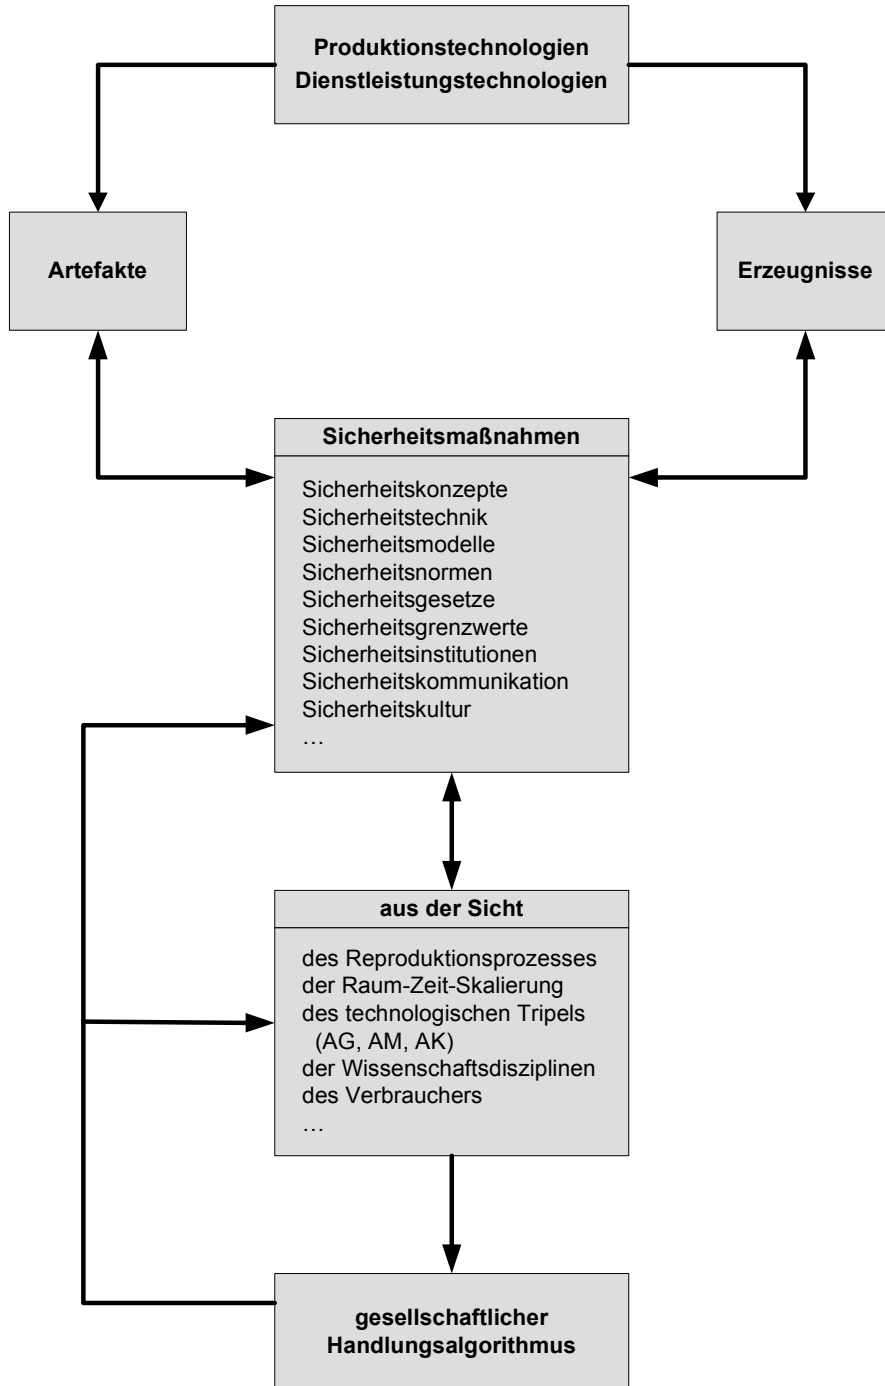 Produktionstechnologien
Dienstleistungstechnologien
Artefakte
Erzeugnisse
Sicherheitsmaßnahmen
Sicherheitskonzepte
Sicherheitstechnik
Sicherheitsmodelle
Sicherheitsnormen
Sicherheitsgesetze
Sicherheitsgrenzwerte
Sicherheitsinstitutionen
Sicherheitskommunikation
Sicherheitskultur
…
aus der Sicht
des Reproduktionsprozesses
der Raum-Zeit-Skalierung
des technologischen Tripels
(AG, AM, AK)
der Wissenschaftsdisziplinen
des Verbrauchers
…
gesellschaftlicher
Handlungsalgorithmus